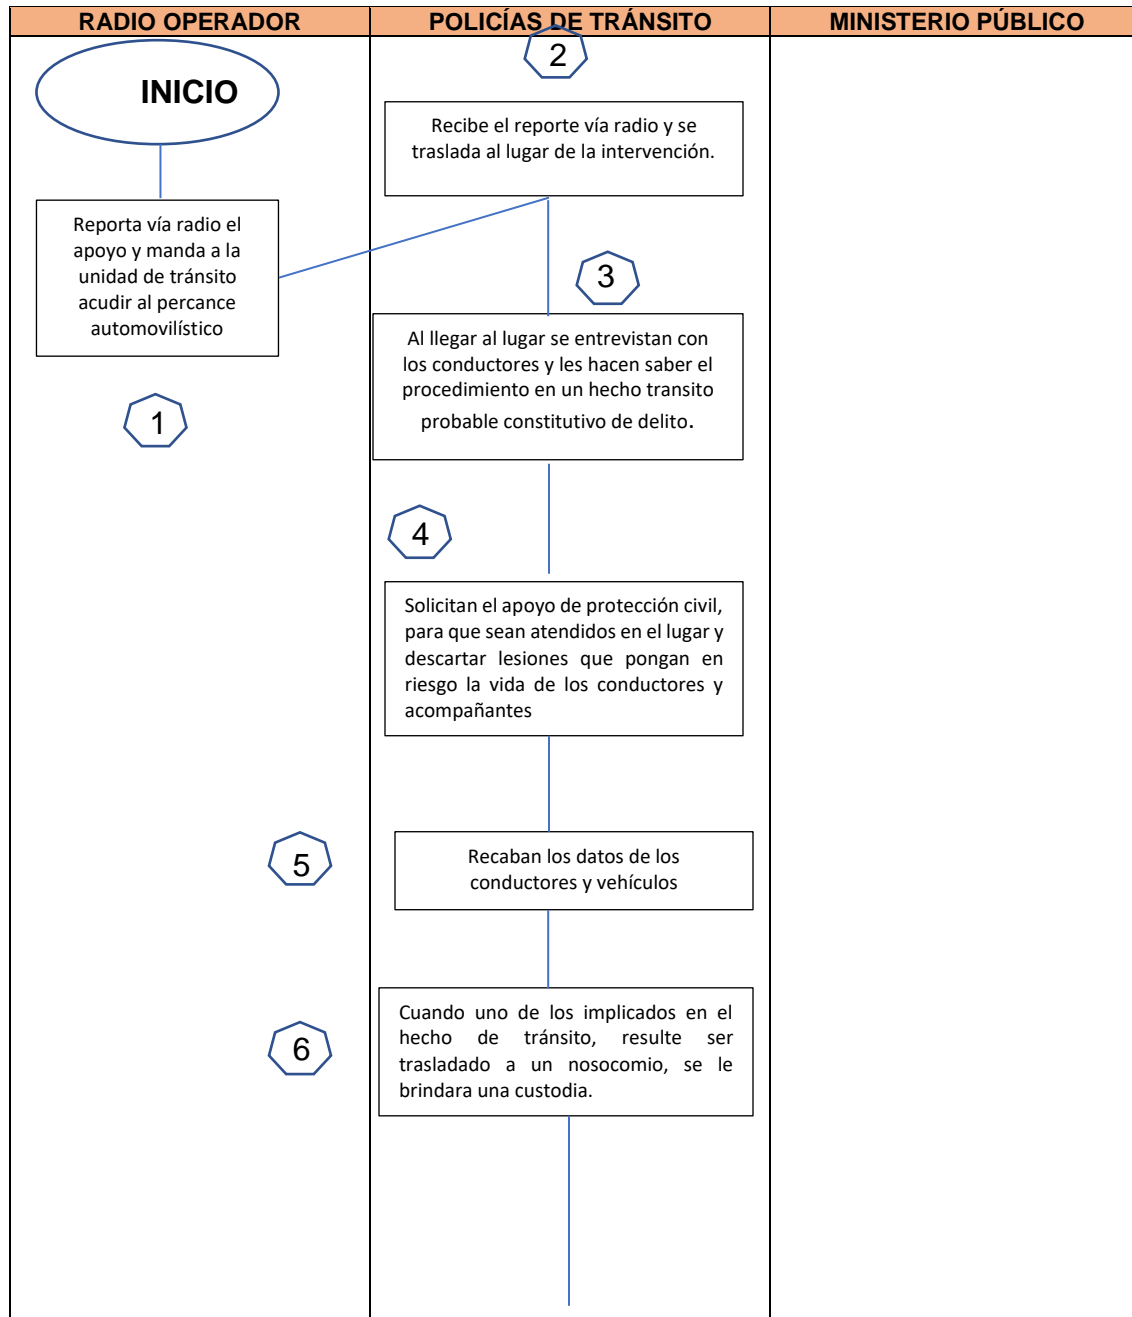 RADIO OPERADOR
POLICÍAS DE TRÁNSITO
MINISTERIO PÚBLICO
INICIO
Reporta vía radio el
apoyo y manda a la
unidad de tránsito
acudir al percance
automovilístico
1
2
Recibe el reporte vía radio y se
traslada al lugar de la intervención.
3
Al llegar al lugar se entrevistan con
los conductores y les hacen saber el
procedimiento en un hecho transito
probable constitutivo de delito.
4
Solicitan el apoyo de protección civil,
para que sean atendidos en el lugar y
descartar lesiones que pongan en
riesgo la vida de los conductores y
acompañantes
5
Recaban los datos de los
conductores y vehículos
6
Cuando uno de los implicados en el
hecho de tránsito, resulte ser
trasladado a un nosocomio, se le
brindara una custodia.